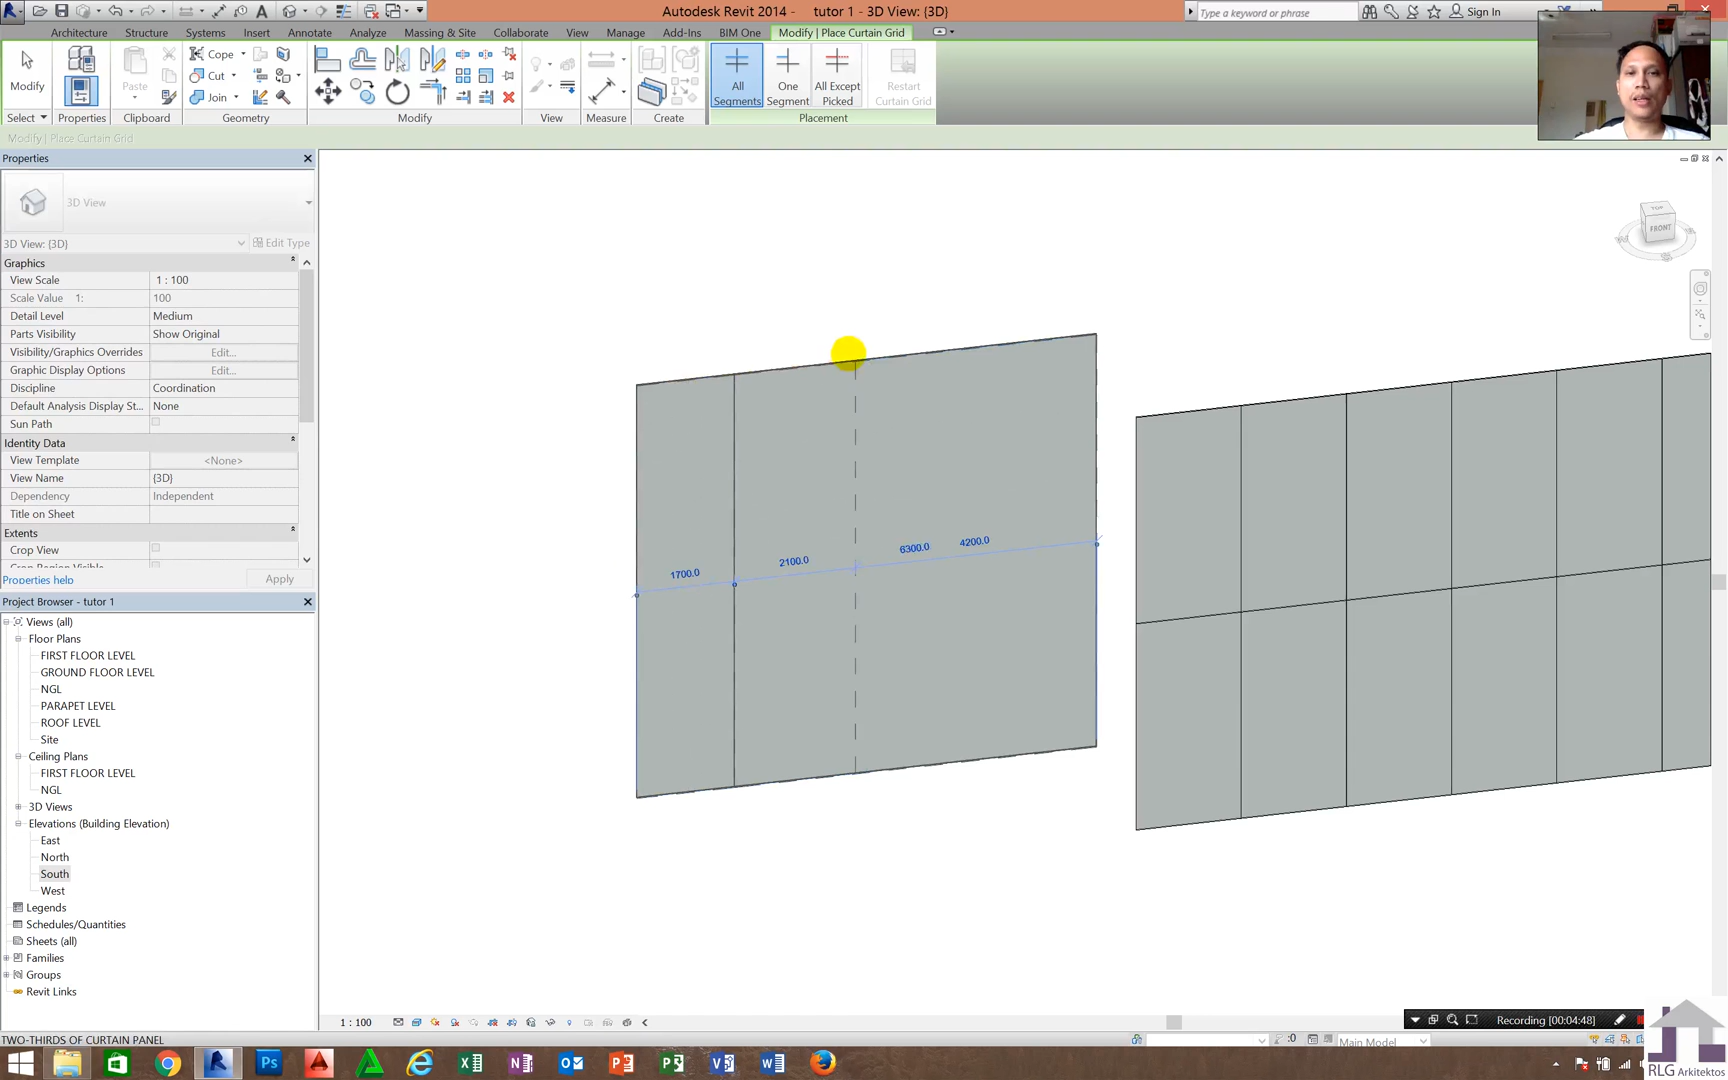 Autodesk Revit 2014 - tutor 1 - 3D View: {3D}
Type a keyword or phrase
Sign In
Architecture Structure Systems Insert Annotate Analyze Massing & Site Collaborate View Manage Add-Ins BIM One Modify | Place Curtain Grid
Modify
Paste
Cope
Cut
Join
All Segments
One Segment
All Except Picked
Restart Curtain Grid
Select Properties Clipboard Geometry Modify View Measure Create Placement
Modify | Place Curtain Grid
Properties
3D View
3D View: {3D}
Edit Type
Graphics
View Scale 1 : 100
Scale Value 1: 100
Detail Level Medium
Parts Visibility Show Original
Visibility/Graphics Overrides Edit...
Graphic Display Options Edit...
Discipline Coordination
Default Analysis Display St... None
Sun Path
Identity Data
View Template <None>
View Name {3D}
Dependency Independent
Title on Sheet
Extents
Crop View
Crop Region Visible
Properties help
Apply
Project Browser - tutor 1
Views (all)
Floor Plans
FIRST FLOOR LEVEL
GROUND FLOOR LEVEL
NGL
PARAPET LEVEL
ROOF LEVEL
Site
Ceiling Plans
FIRST FLOOR LEVEL
NGL
3D Views
Elevations (Building Elevation)
East
North
South
West
Legends
Schedules/Quantities
Sheets (all)
Families
Groups
Revit Links
1700.0
2100.0
6300.0
4200.0
TOP
FRONT
1 : 100
Recording [00:04:48]
TWO-THIRDS OF CURTAIN PANEL
:0
Main Model
RLG Arkitektos